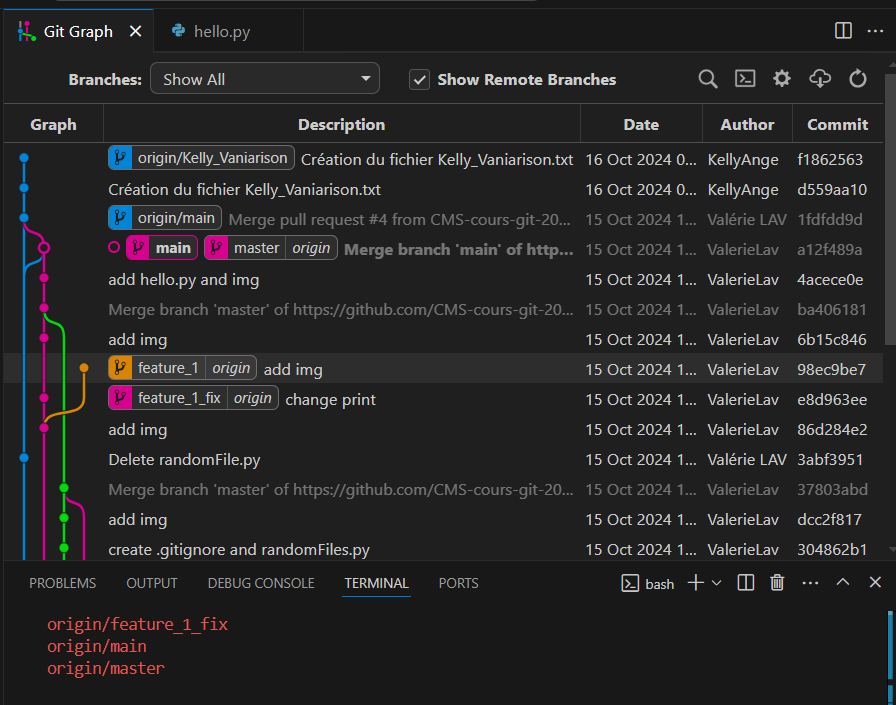 Git Graph hello.py
Branches: Show All Show Remote Branches
Graph Description Date Author Commit
origin/Kelly_Vaniarison Création du fichier Kelly_Vaniarison.txt 16 Oct 2024 0... KellyAnge f1862563
Création du fichier Kelly_Vaniarison.txt 16 Oct 2024 0... KellyAnge d559aa10
origin/main Merge pull request #4 from CMS-cours-git-20... 15 Oct 2024 1... Valérie LAV 1fdfdd9d
main master origin Merge branch 'main' of http... 15 Oct 2024 1... ValerieLav a12f489a
add hello.py and img 15 Oct 2024 1... ValerieLav 4acece0e
Merge branch 'master' of https://github.com/CMS-cours-git-20... 15 Oct 2024 1... ValerieLav ba406181
add img 15 Oct 2024 1... ValerieLav 6b15c846
feature_1 origin add img 15 Oct 2024 1... ValerieLav 98ec9be7
feature_1_fix origin change print 15 Oct 2024 1... ValerieLav e8d963ee
add img 15 Oct 2024 1... ValerieLav 86d284e2
Delete randomFile.py 15 Oct 2024 1... Valérie LAV 3abf3951
Merge branch 'master' of https://github.com/CMS-cours-git-20... 15 Oct 2024 1... ValerieLav 37803abd
add img 15 Oct 2024 1... ValerieLav dcc2f817
create .gitignore and randomFiles.py 15 Oct 2024 1... ValerieLav 304862b1
PROBLEMS OUTPUT DEBUG CONSOLE TERMINAL PORTS bash
origin/feature_1_fix
origin/main
origin/master